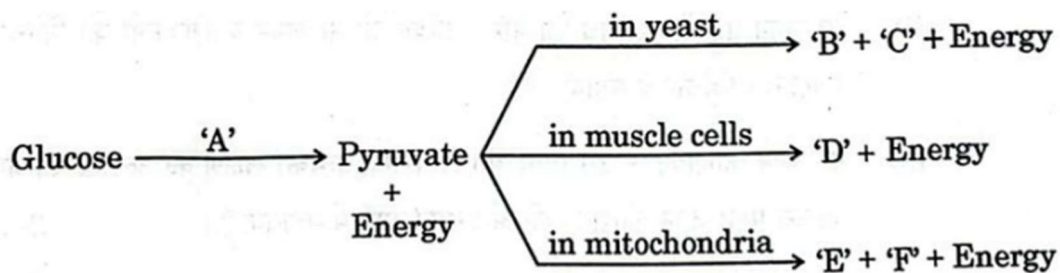 in yeast
‘B’ + ‘C’ + Energy
Glucose ‘A’ Pyruvate
+
Energy
in muscle cells
‘D’ + Energy
in mitochondria
‘E’ + ‘F’ + Energy